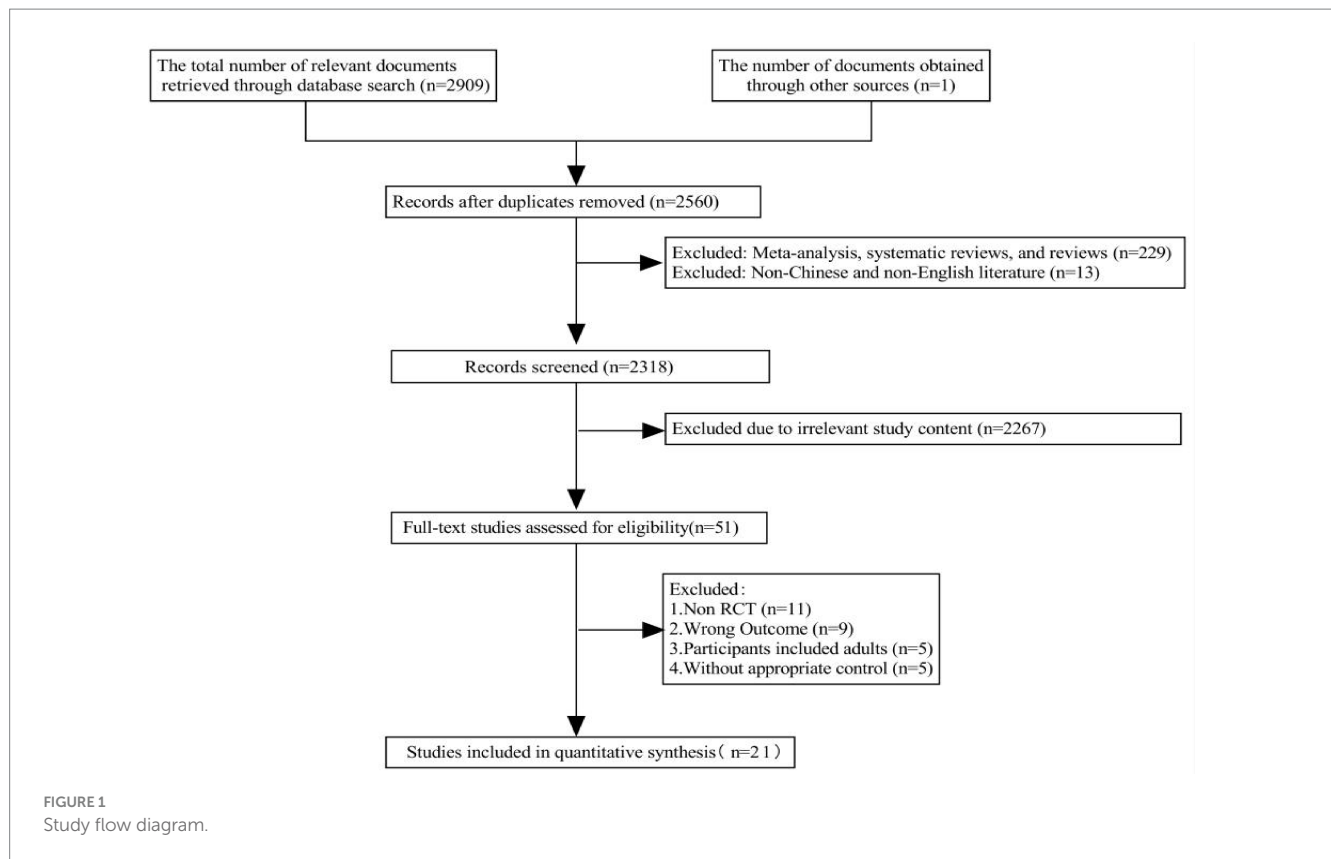 The total number of relevant documents
retrieved through database search (n=2909)
The number of documents obtained
through other sources (n=1)
Records after duplicates removed (n=2560)
Excluded: Meta-analysis, systematic reviews, and reviews (n=229)
Excluded: Non-Chinese and non-English literature (n=13)
Records screened (n=2318)
Excluded due to irrelevant study content (n=2267)
Full-text studies assessed for eligibility(n=51)
Excluded:
1.Non RCT (n=11)
2.Wrong Outcome (n=9)
3.Participants included adults (n=5)
4.Without appropriate control (n=5)
Studies included in quantitative synthesis( n=21)
FIGURE 1
Study flow diagram.